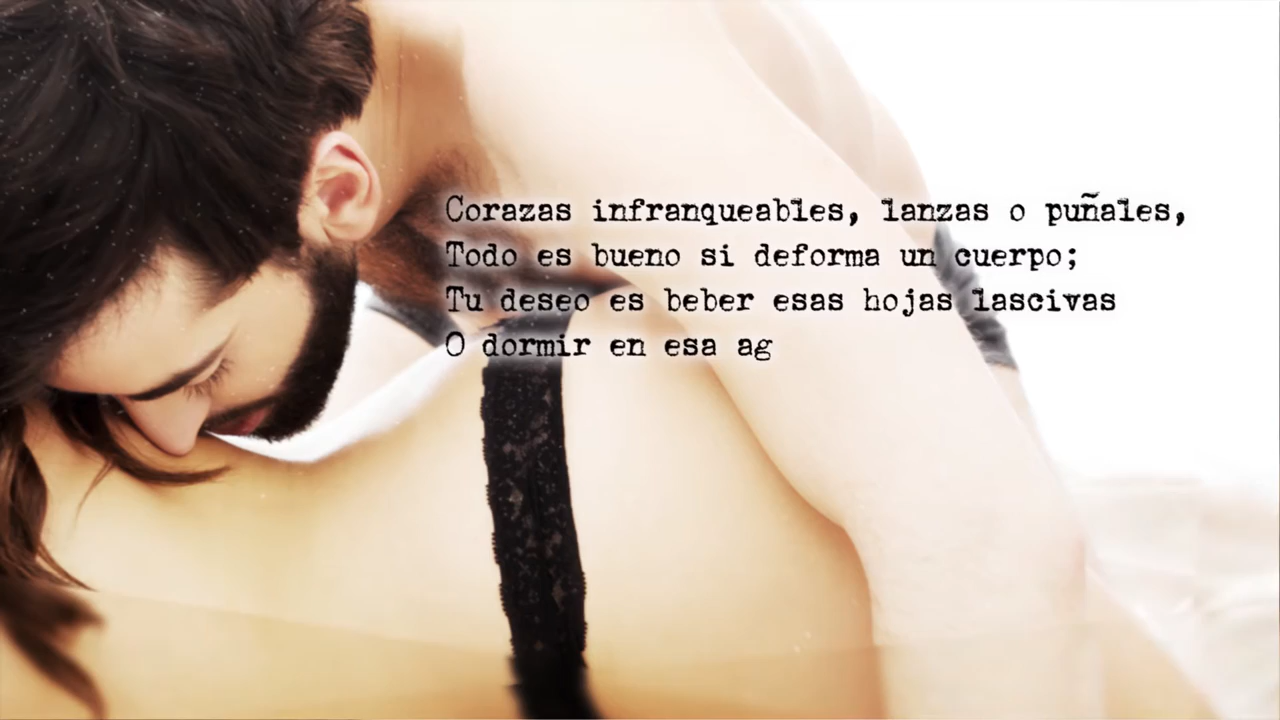 Corazas infranqueables, lanzas o puñales,
Todo es bueno si deforma un cuerpo;
Tu deseo es beber esas hojas lascivas
O dormir en esa ag